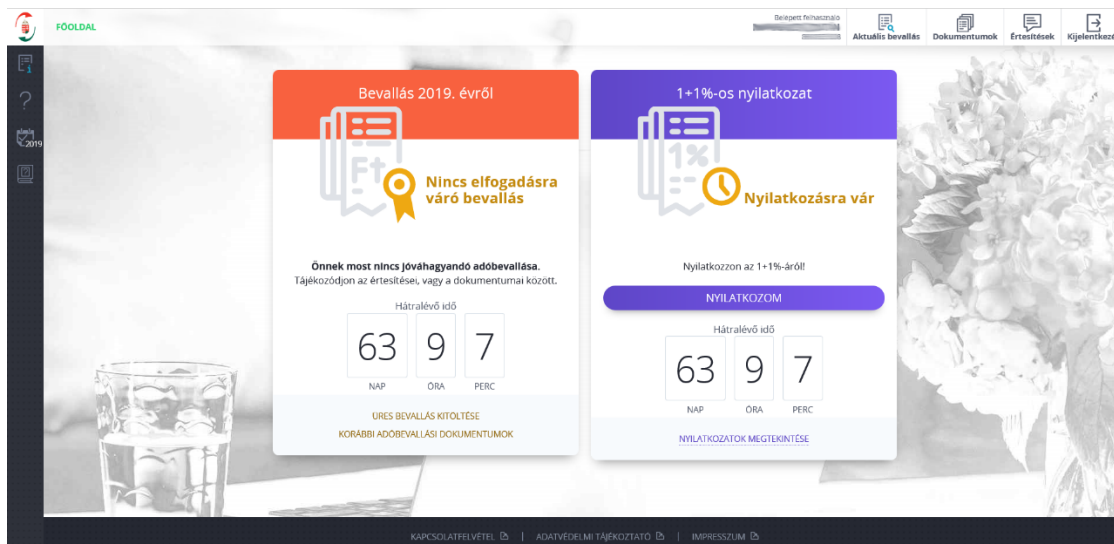 FŐOLDAL
Belépett felhasználó
Aktuális bevallás
Dokumentumok
Értesítések
Kijelentkezé
2019
Bevallás 2019. évről
Ft
Nincs elfogadásra
váró bevallás
Önnek most nincs jóváhagyandó adóbevallása.
Tájékozódjon az értesítései, vagy a dokumentumai között.
Hátralévő idő
63 9 7
NAP ÓRA PERC
ÜRES BEVALLÁS KITÖLTÉSE
KORÁBBI ADÓBEVALLÁSI DOKUMENTUMOK
1+1%-os nyilatkozat
1%
Nyilatkozásra vár
Nyilatkozzon az 1+1%-áról!
NYILATKOZOM
Hátralévő idő
63 9 7
NAP ÓRA PERC
NYILATKOZATOK MEGTEKINTÉSE
KAPCSOLATFELVÉTEL | ADATVÉDELMI TÁJÉKOZTATÓ | IMPRESSZUM